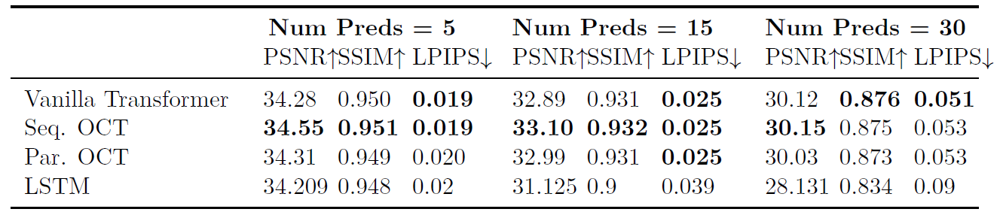 Num Preds = 5 Num Preds = 15 Num Preds = 30
PSNR↑SSIM↑ LPIPS↓ PSNR↑SSIM↑ LPIPS↓ PSNR↑SSIM↑ LPIPS↓
Vanilla Transformer 34.28 0.950 0.019 32.89 0.931 0.025 30.12 0.876 0.051
Seq. OCT 34.55 0.951 0.019 33.10 0.932 0.025 30.15 0.875 0.053
Par. OCT 34.31 0.949 0.020 32.99 0.931 0.025 30.03 0.873 0.053
LSTM 34.209 0.948 0.02 31.125 0.9 0.039 28.131 0.834 0.09